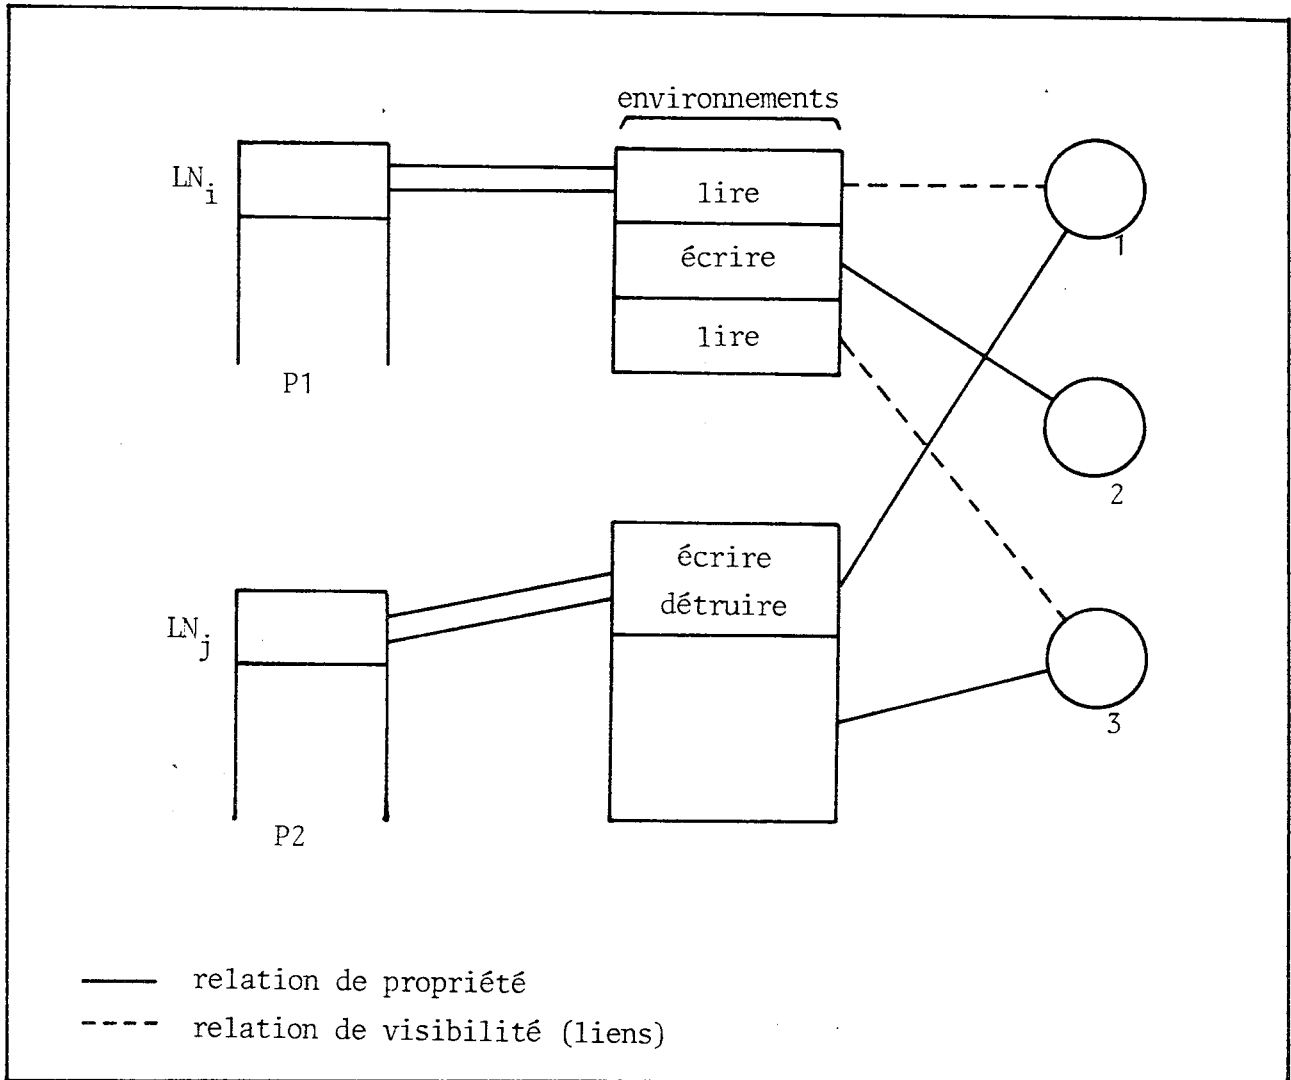 environnements
LNi
lire
1
écrire
lire
P1
2
écrire
détruire
LNj
3
P2
relation de propriété
relation de visibilité (liens)